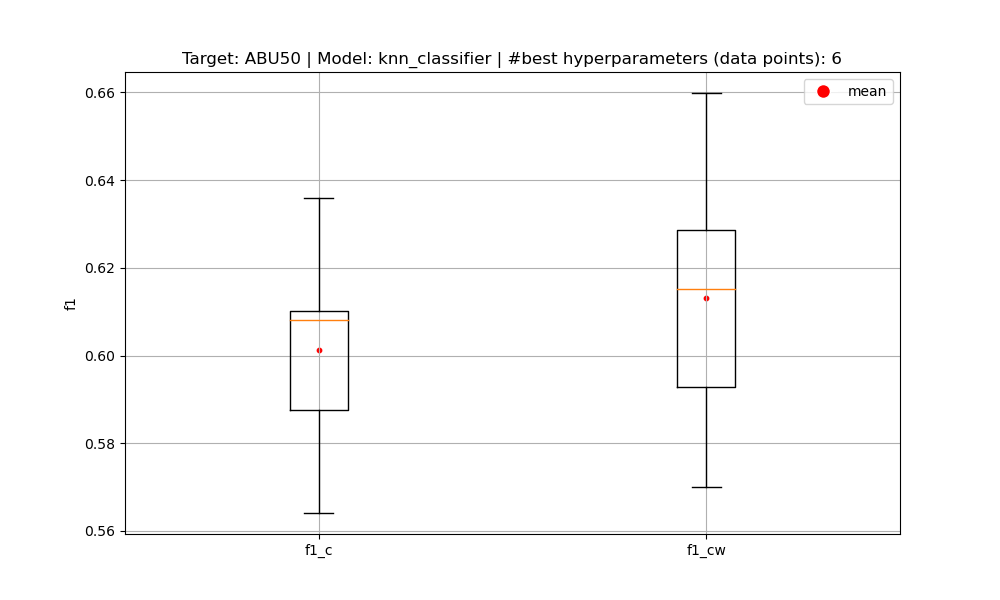 Target: ABU50 | Model: knn_classifier | #best hyperparameters (data points): 6
mean
0.66
0.64
0.62
0.60
0.58
0.56
f1
f1_c
f1_cw